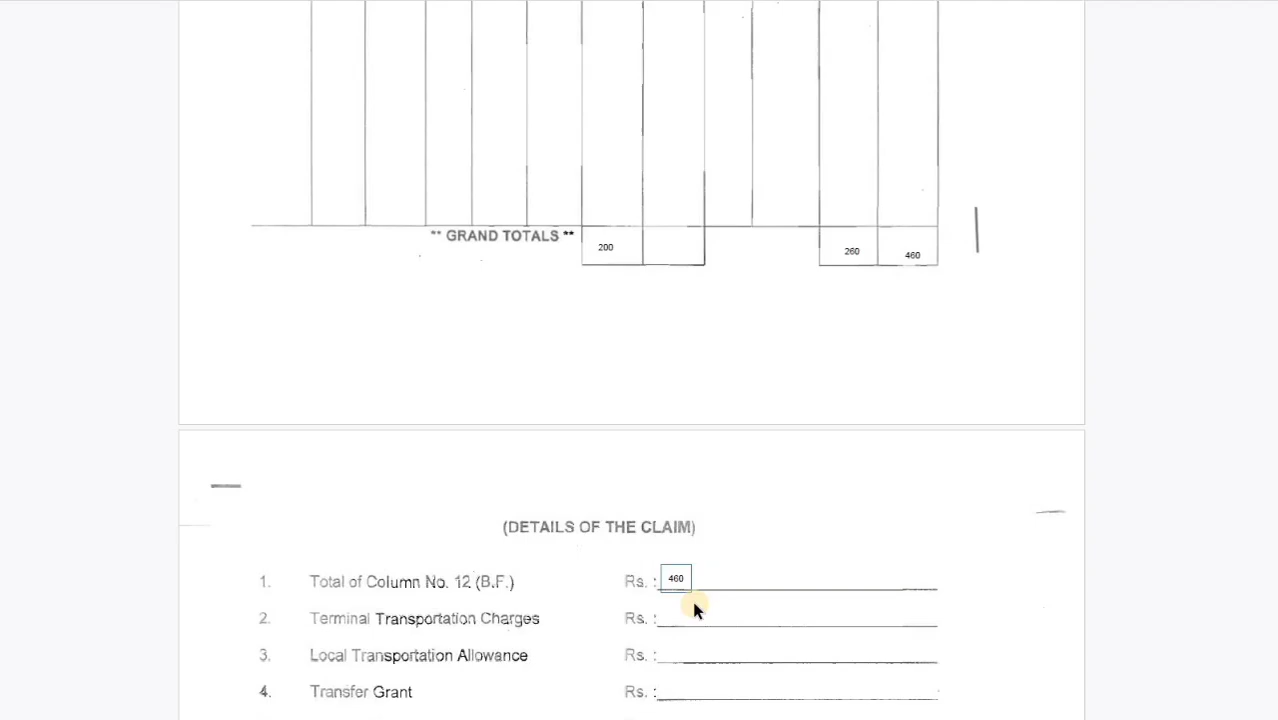 ** GRAND TOTALS ** 200 260 460
(DETAILS OF THE CLAIM)
1. Total of Column No. 12 (B.F.) Rs. : 460
2. Terminal Transportation Charges Rs. :
3. Local Transportation Allowance Rs. :
4. Transfer Grant Rs. :